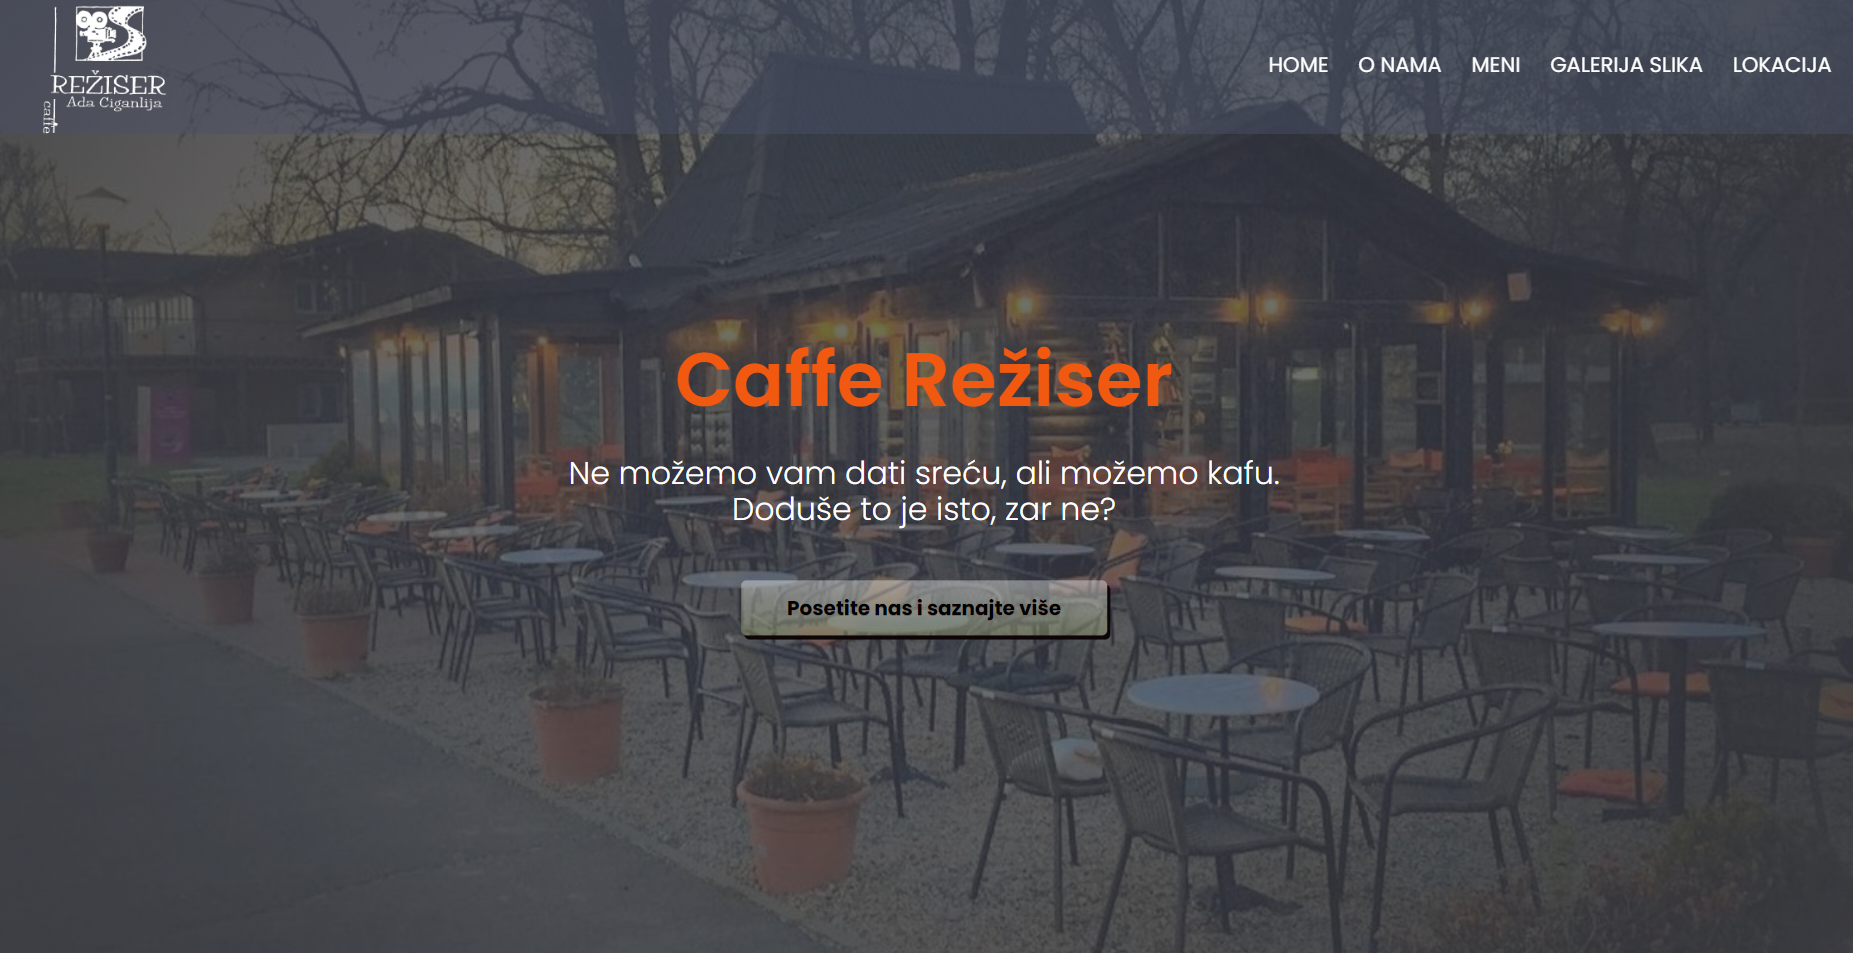 REŽISER
Ada Ciganlija
caffe
HOME O NAMA MENI GALERIJA SLIKA LOKACIJA
Caffe Režiser
Ne možemo vam dati sreću, ali možemo kafu.
Doduše to je isto, zar ne?
Posetite nas i saznajte više